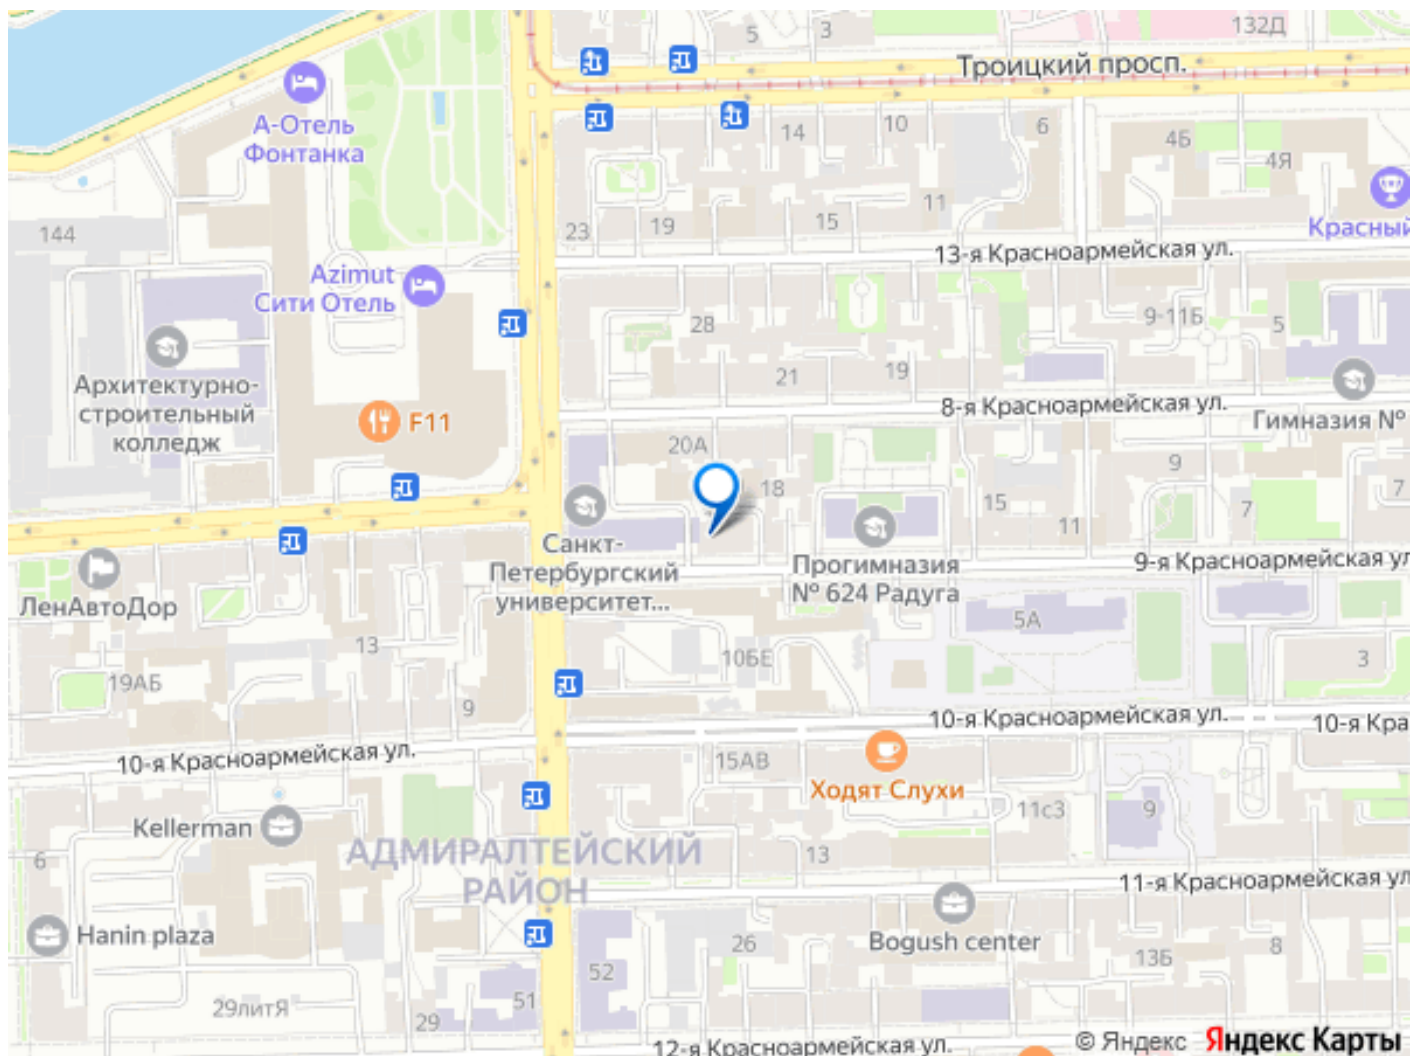 132Д
5
3
Троицкий просп.
А-Отель
Фонтанка
14
10
6
4Б
4Я
11
15
19
23
Красный
144
13-я Красноармейская ул.
Azimut
Сити Отель
28
9-11Б
5
Архитектурно-
строительный
колледж
21
19
8-я Красноармейская ул.
Гимназия №
F11
20А
18
9
7
15
11
7
Санкт-
Петербургский
университет...
Прогимназия
№ 624 Радуга
9-я Красноармейская ул
ЛенАвтоДор
5А
13
10БЕ
3
19АБ
9
10-я Красноармейская ул.
10-я Кра
10-я Красноармейская ул.
15АВ
Ходят Слухи
11с3
9
Kellerman
АДМИРАЛТЕЙСКИЙ
РАЙОН
13
6
11-я Красноармейская ул
Hanin plaza
Bogush center
26
8
13Б
52
51
29литЯ
29
12-я Красноармейская ул.
© Яндекс Яндекс Карты